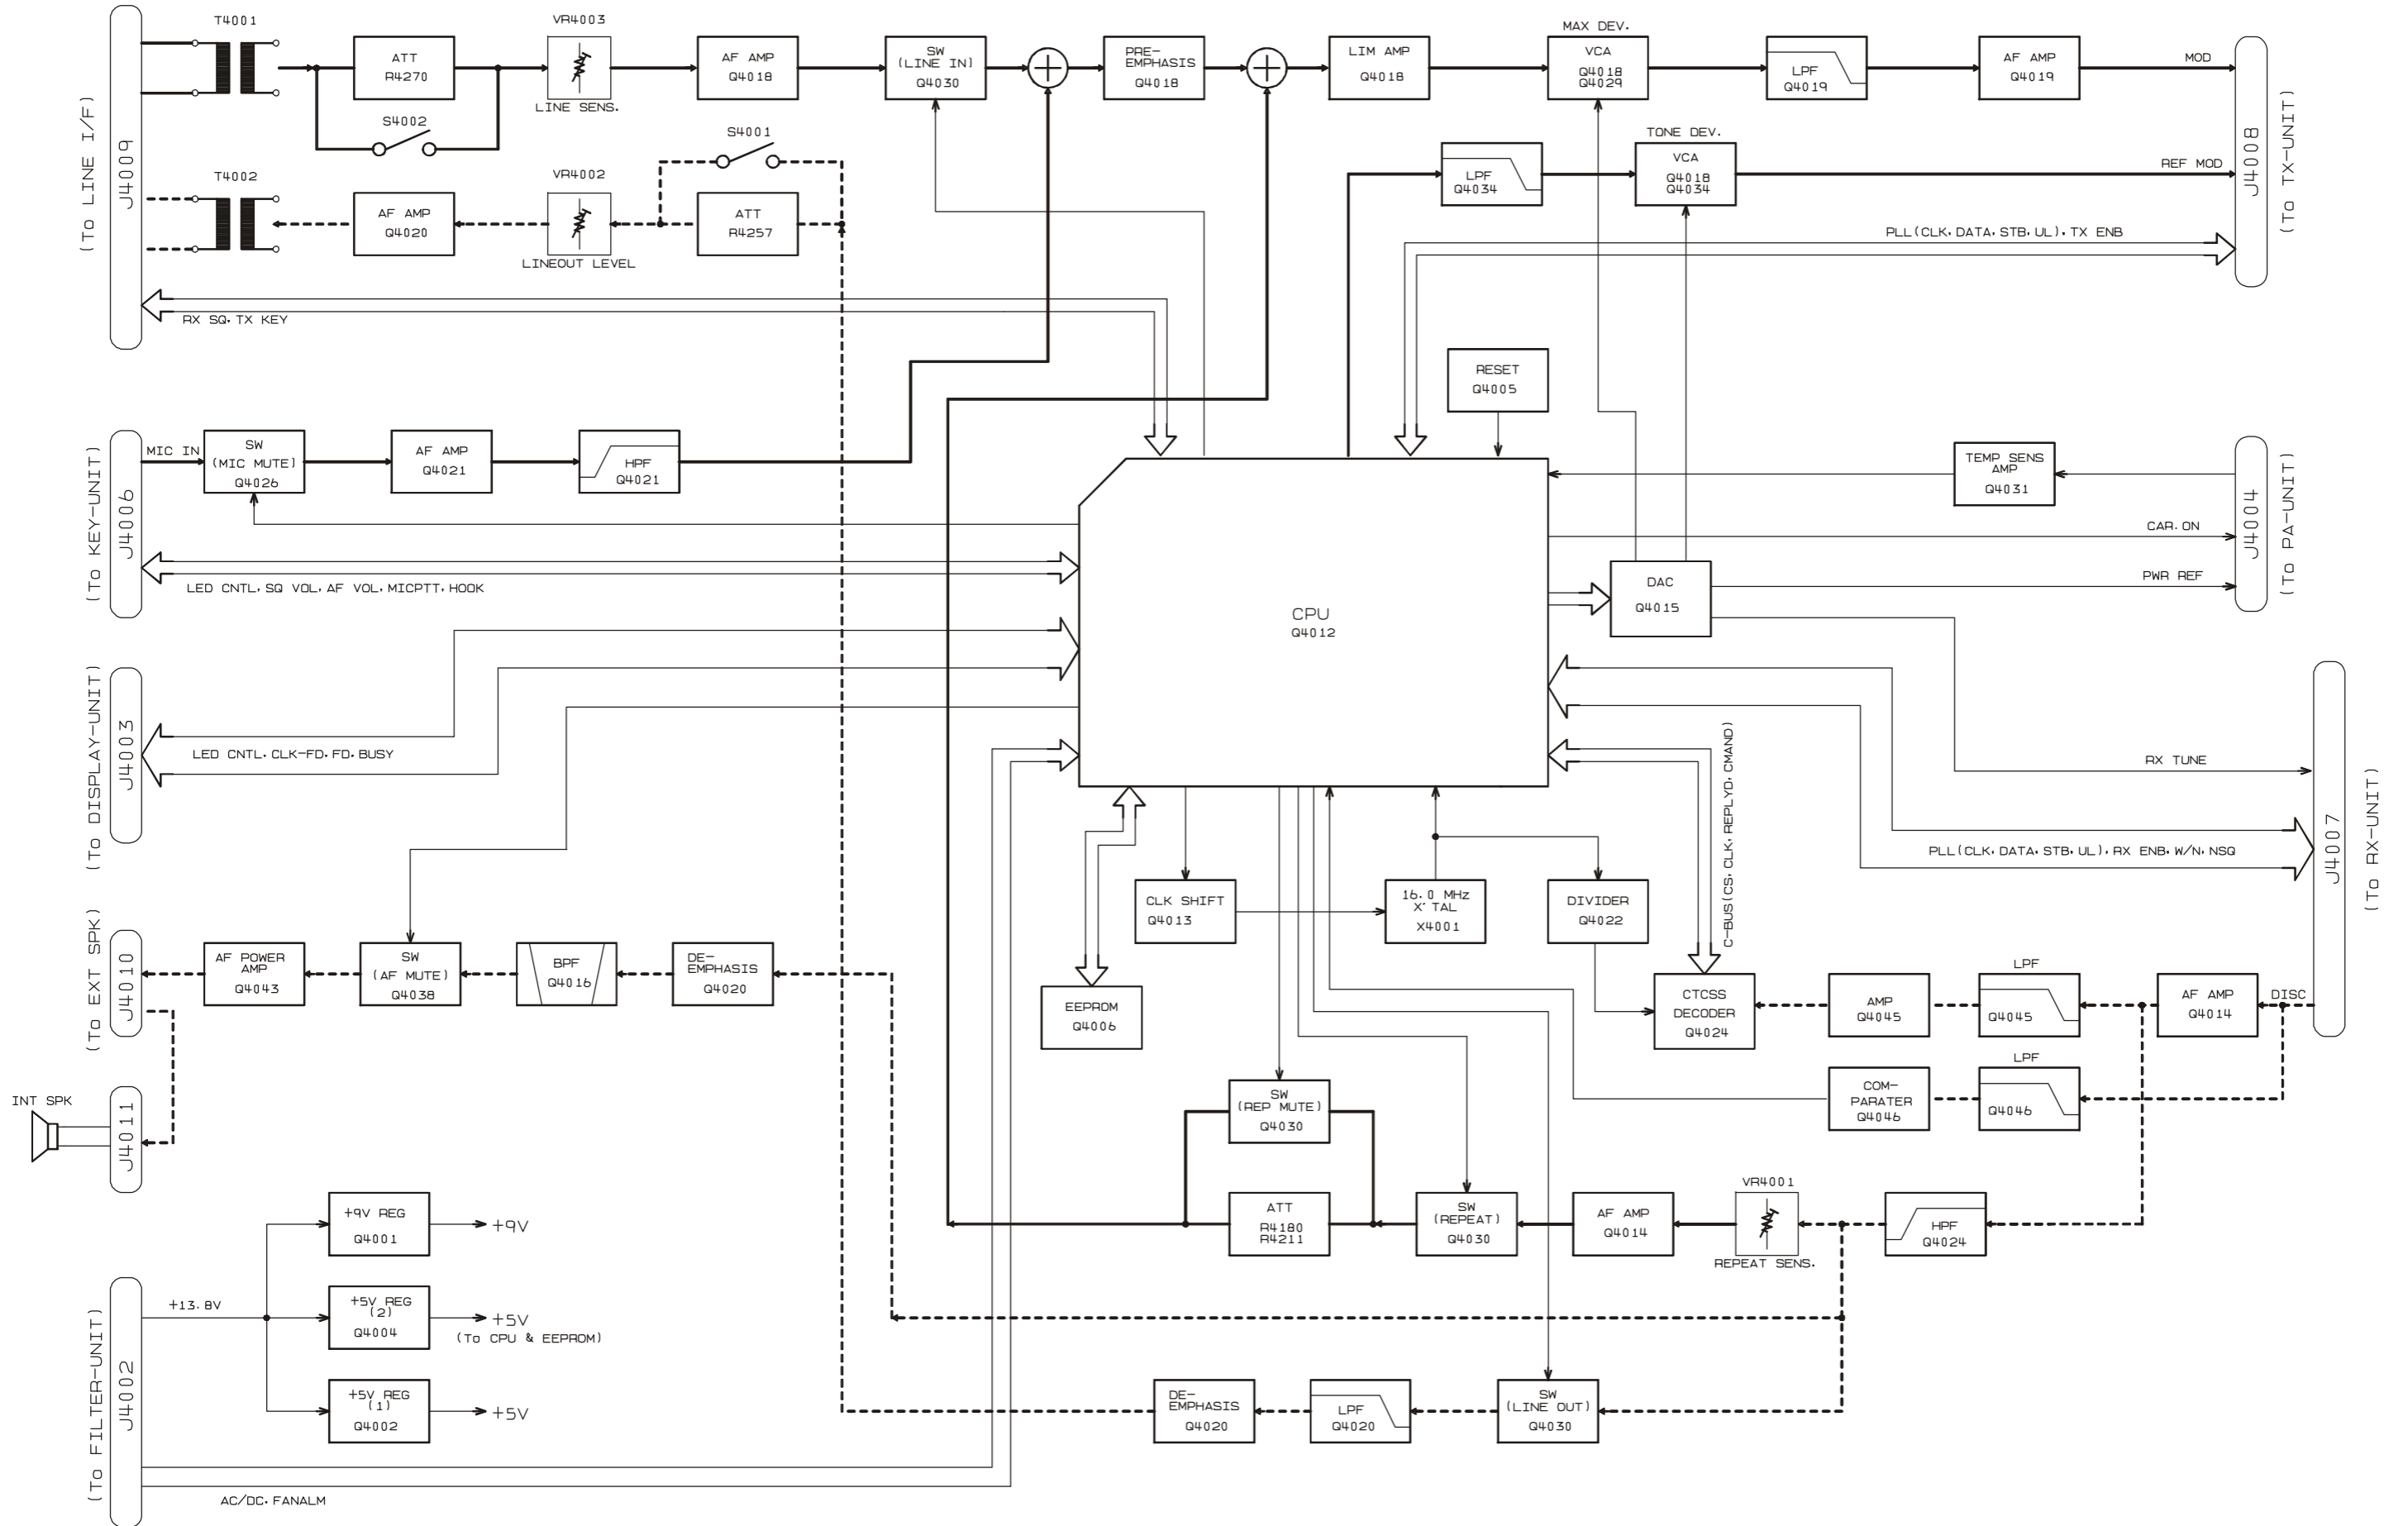 T4001
ATT
R4270
S4002
VR4003
LINE SENS.
AF AMP
Q4018
SW
(LINE IN)
Q4030
PRE-
EMPHASIS
Q4018
LIM AMP
Q4018
MAX DEV.
VCA
Q4018
Q4029
LPF
Q4019
AF AMP
Q4019
MOD
(To LINE I/F)
J4009
J4008
(To TX-UNIT)
T4002
AF AMP
Q4020
VR4002
LINEOUT LEVEL
S4001
ATT
R4257
LPF
Q4034
TONE DEV.
VCA
Q4018
Q4034
REF MOD
PLL(CLK, DATA, STB, UL), TX ENB
RX SQ, TX KEY
RESET
Q4005
(To KEY-UNIT)
J4006
MIC IN
SW
(MIC MUTE)
Q4026
AF AMP
Q4021
HPF
Q4021
LED CNTL, SQ VOL, AF VOL, MICPTT, HOOK
CPU
Q4012
TEMP SENS
AMP
Q4031
CAR. ON
PWR REF
DAC
Q4015
J4004
(To PA-UNIT)
(To DISPLAY-UNIT)
J4003
LED CNTL, CLK-FD, FD, BUSY
RX TUNE
PLL(CLK, DATA, STB, UL), RX ENB, W/N, NSQ
J4007
(To RX-UNIT)
C-BUS(CS, CLK, REPLYD, CMAND)
CLK SHIFT
Q4013
16.0 MHz
X'TAL
X4001
DIVIDER
Q4022
EEPROM
Q4006
(To EXT SPK)
J4010
AF POWER
AMP
Q4043
SW
(AF MUTE)
Q4038
BPF
Q4016
DE-
EMPHASIS
Q4020
CTCSS
DECODER
Q4024
AMP
Q4045
LPF
Q4045
AF AMP
Q4014
DISC
COM-
PARATER
Q4046
LPF
Q4046
INT SPK
J4011
SW
(REP MUTE)
Q4030
ATT
R4180
R4211
SW
(REPEAT)
Q4030
AF AMP
Q4014
VR4001
REPEAT SENS.
HPF
Q4024
+9V REG
Q4001
+9V
(To FILTER-UNIT)
J4002
+13.8V
+5V REG
(2)
Q4004
+5V
(To CPU & EEPROM)
+5V REG
(1)
Q4002
+5V
DE-
EMPHASIS
Q4020
LPF
Q4020
SW
(LINE OUT)
Q4030
AC/DC, FANALM